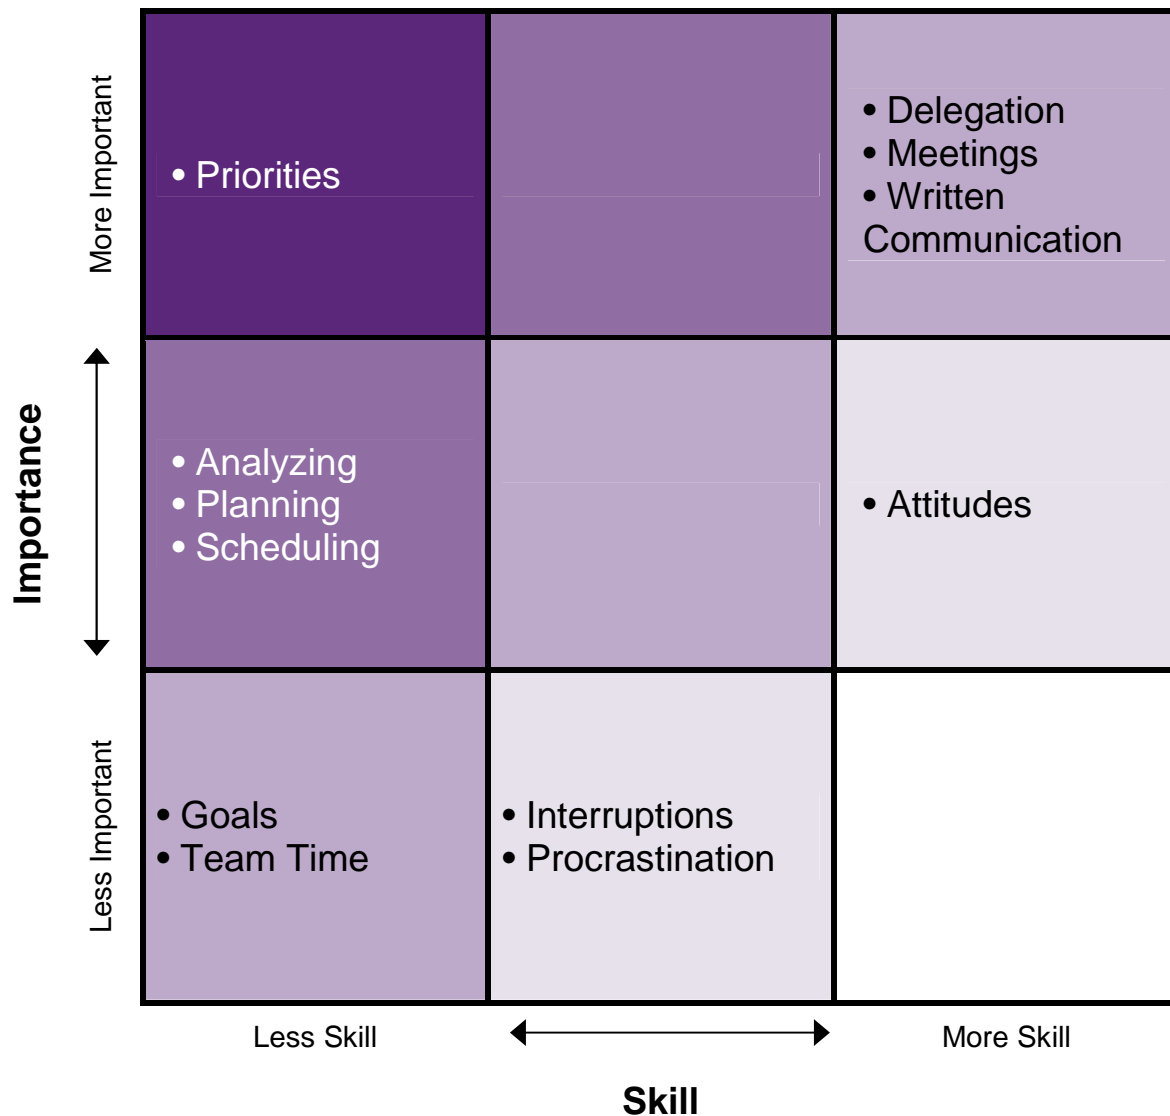 More Important
• Priorities
• Delegation
• Meetings
• Written
Communication
Importance
• Analyzing
• Planning
• Scheduling
• Attitudes
Less Important
• Goals
• Team Time
• Interruptions
• Procrastination
Less Skill
More Skill
Skill